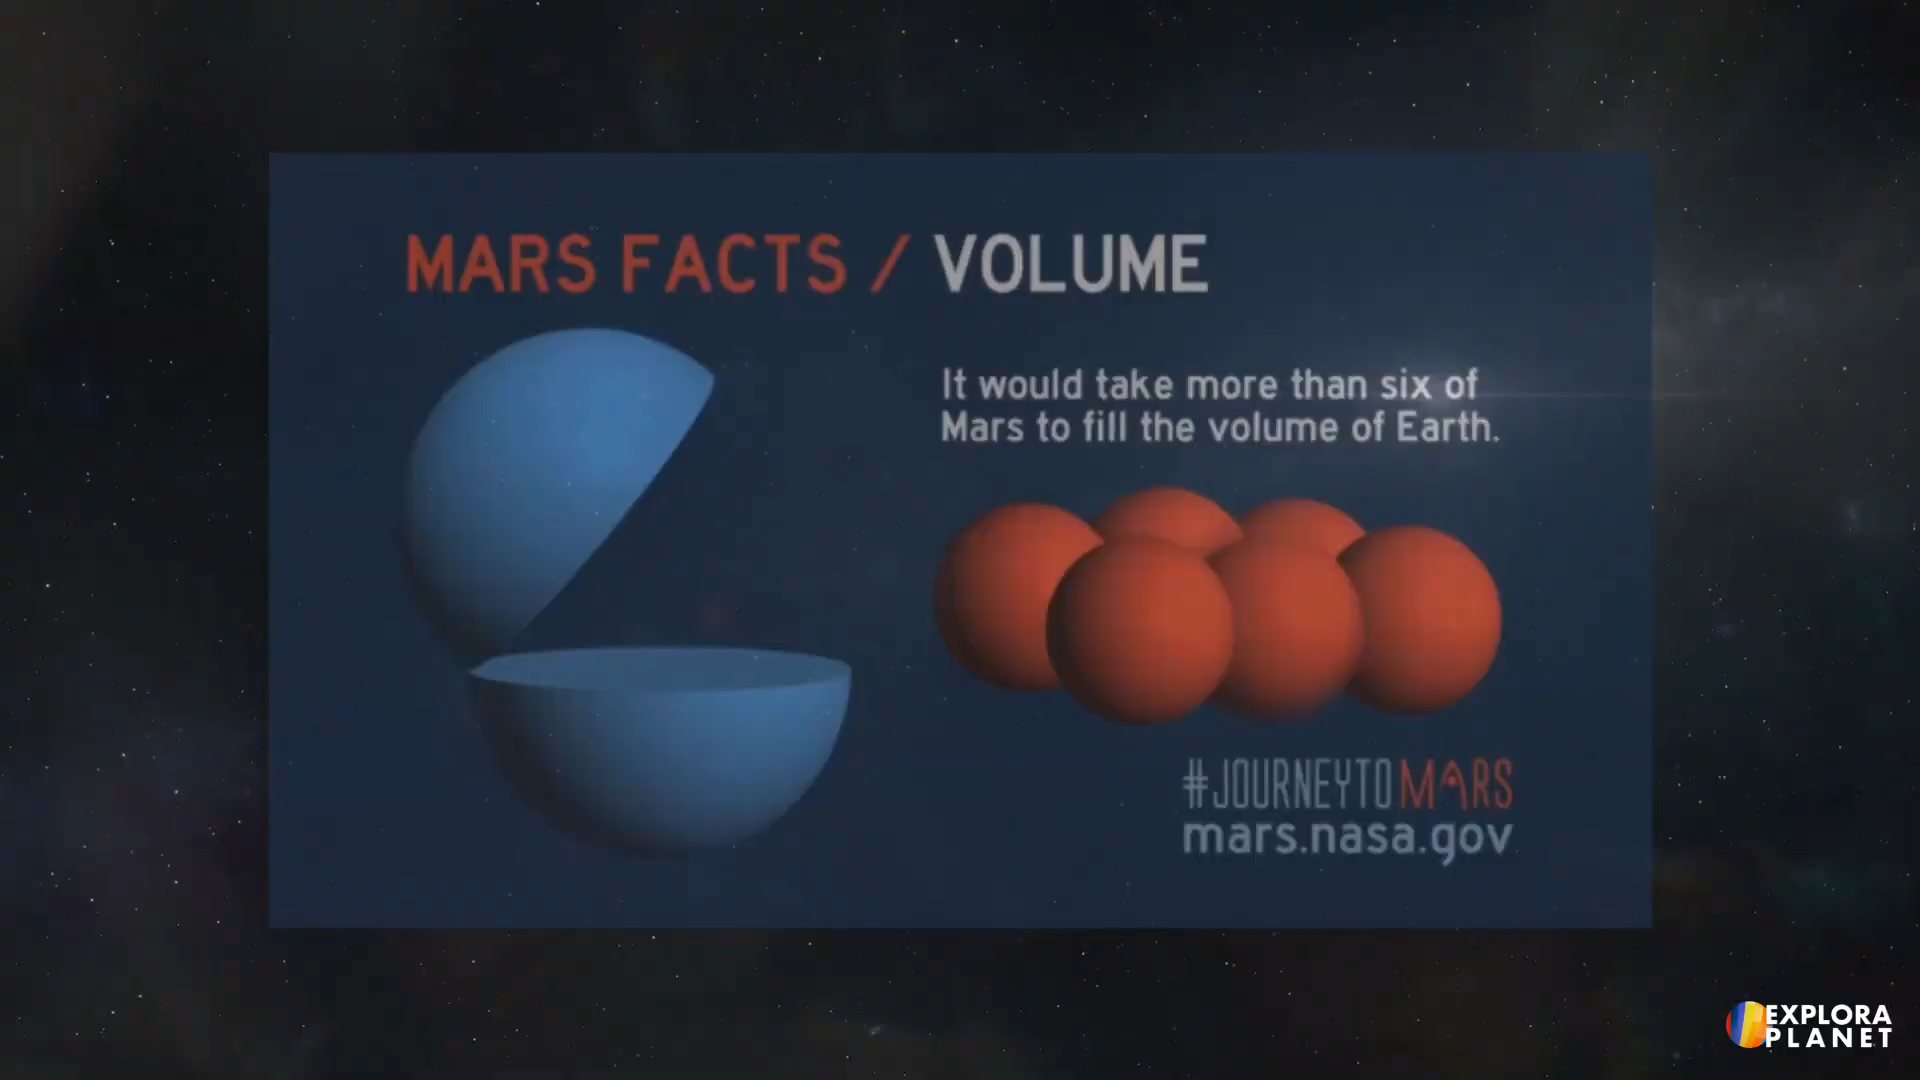 MARS FACTS / VOLUME
It would take more than six of
Mars to fill the volume of Earth.
#JOURNEYTOMARS
mars.nasa.gov
EXPLORA
PLANET